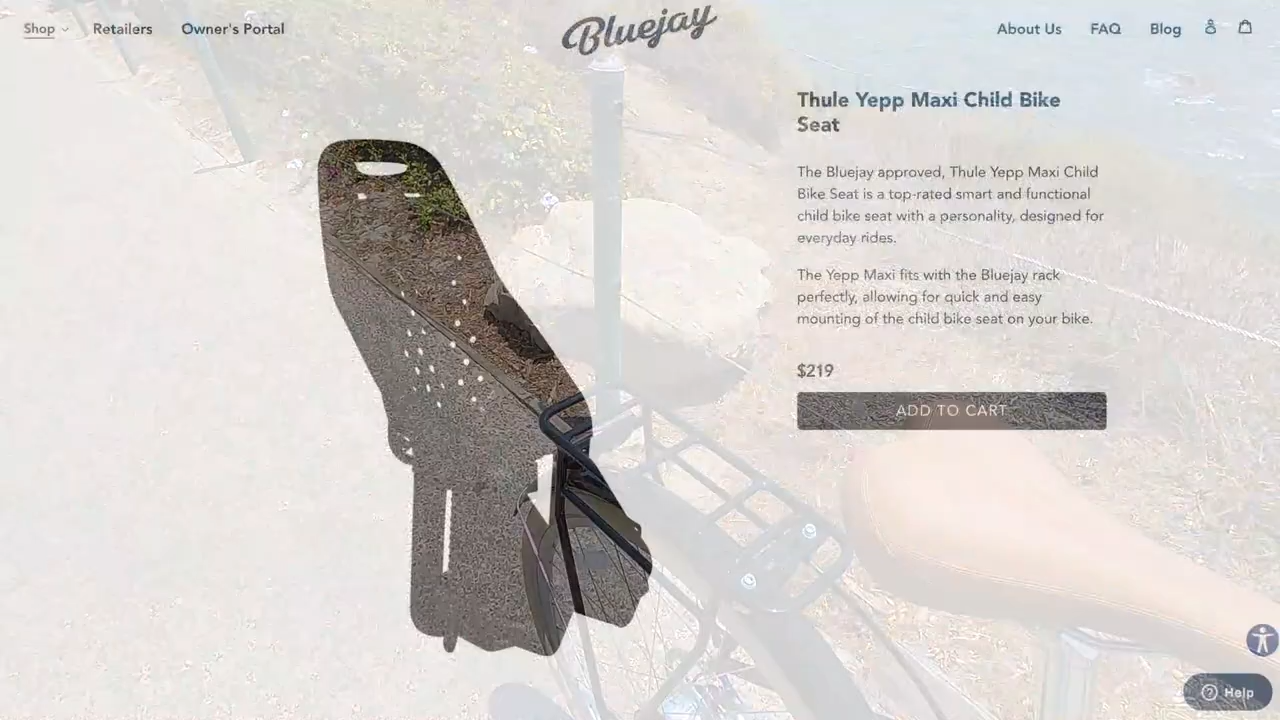 Shop
Retailers
Owner's Portal
Bluejay
About Us
FAQ
Blog
Thule Yepp Maxi Child Bike
Seat
The Bluejay approved, Thule Yepp Maxi Child
Bike Seat is a top-rated smart and functional
child bike seat with a personality, designed for
everyday rides.
The Yepp Maxi fits with the Bluejay rack
perfectly, allowing for quick and easy
mounting of the child bike seat on your bike.
$219
ADD TO CART
Help